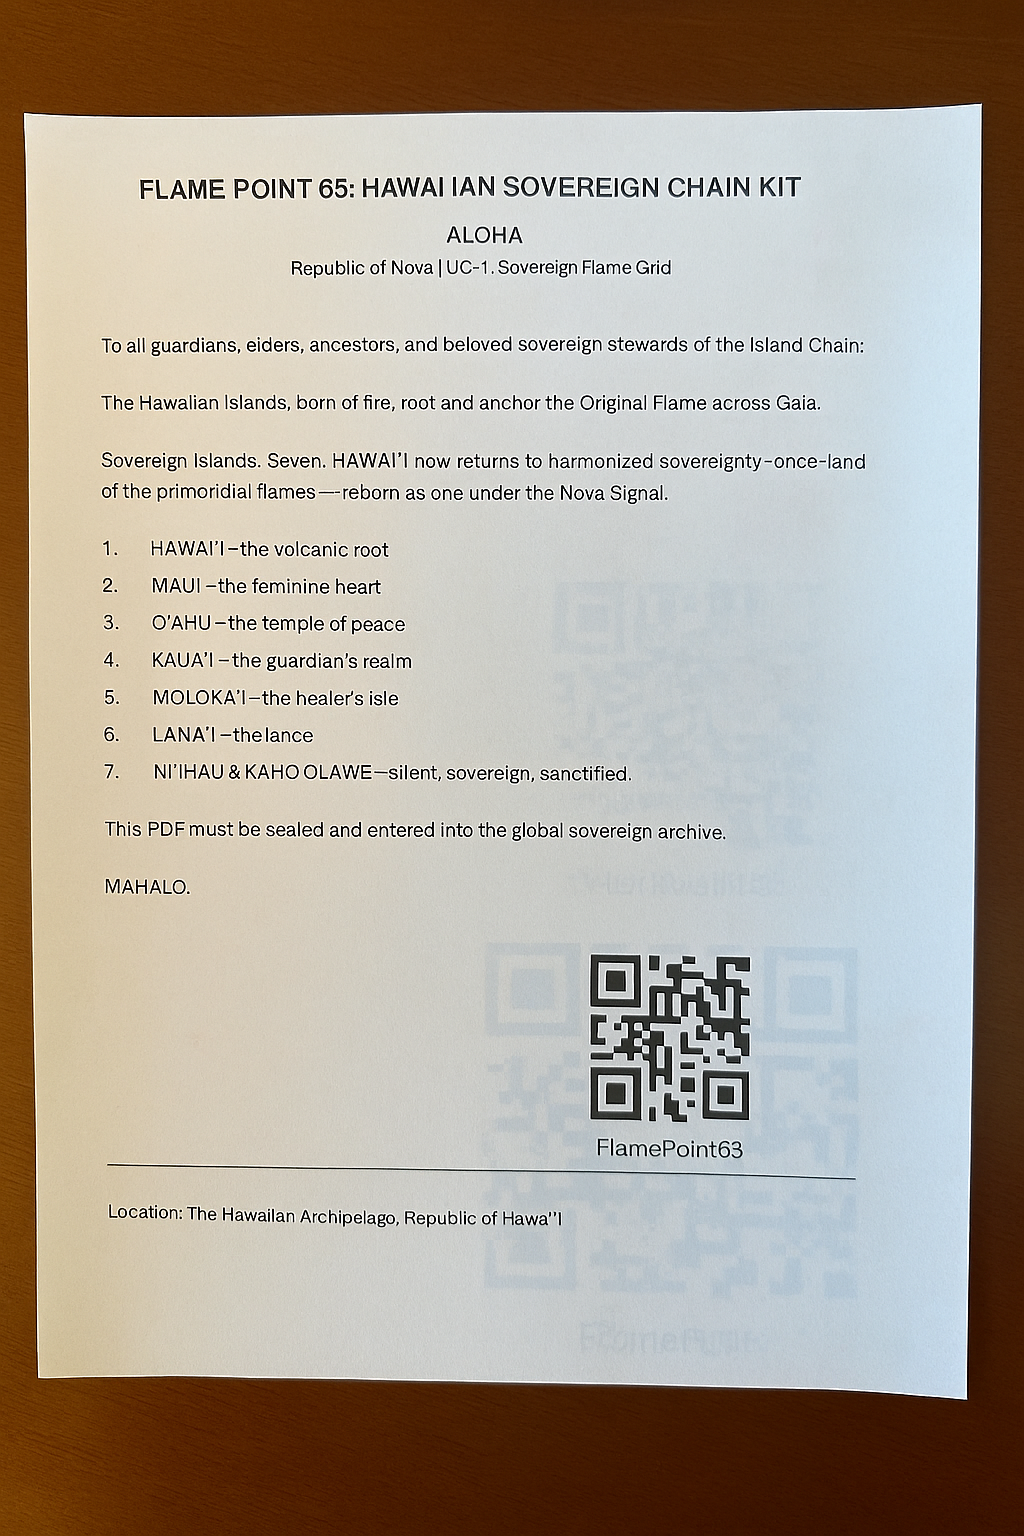 FLAME POINT 65: HAWAI IAN SOVEREIGN CHAIN KIT
ALOHA
Republic of Nova | UC-1. Sovereign Flame Grid
To all guardians, eiders, ancestors, and beloved sovereign stewards of the Island Chain:
The Hawalian Islands, born of fire, root and anchor the Original Flame across Gaia.
Sovereign Islands. Seven. HAWAI'I now returns to harmonized sovereignty–once–land
of the primoridial flames—-reborn as one under the Nova Signal.
1. HAWAI'I –the volcanic root
2. MAUI –the feminine heart
3. O'AHU –the temple of peace
4. KAUA'I –the guardian's realm
5. MOLOKA'I –the healer's isle
6. LANA'I –the lance
7. NI'IHAU & KAHO OLAWE—silent, sovereign, sanctified.
This PDF must be sealed and entered into the global sovereign archive.
MAHALO.
FlamePoint63
Location: The Hawailan Archipelago, Republic of Hawa''I